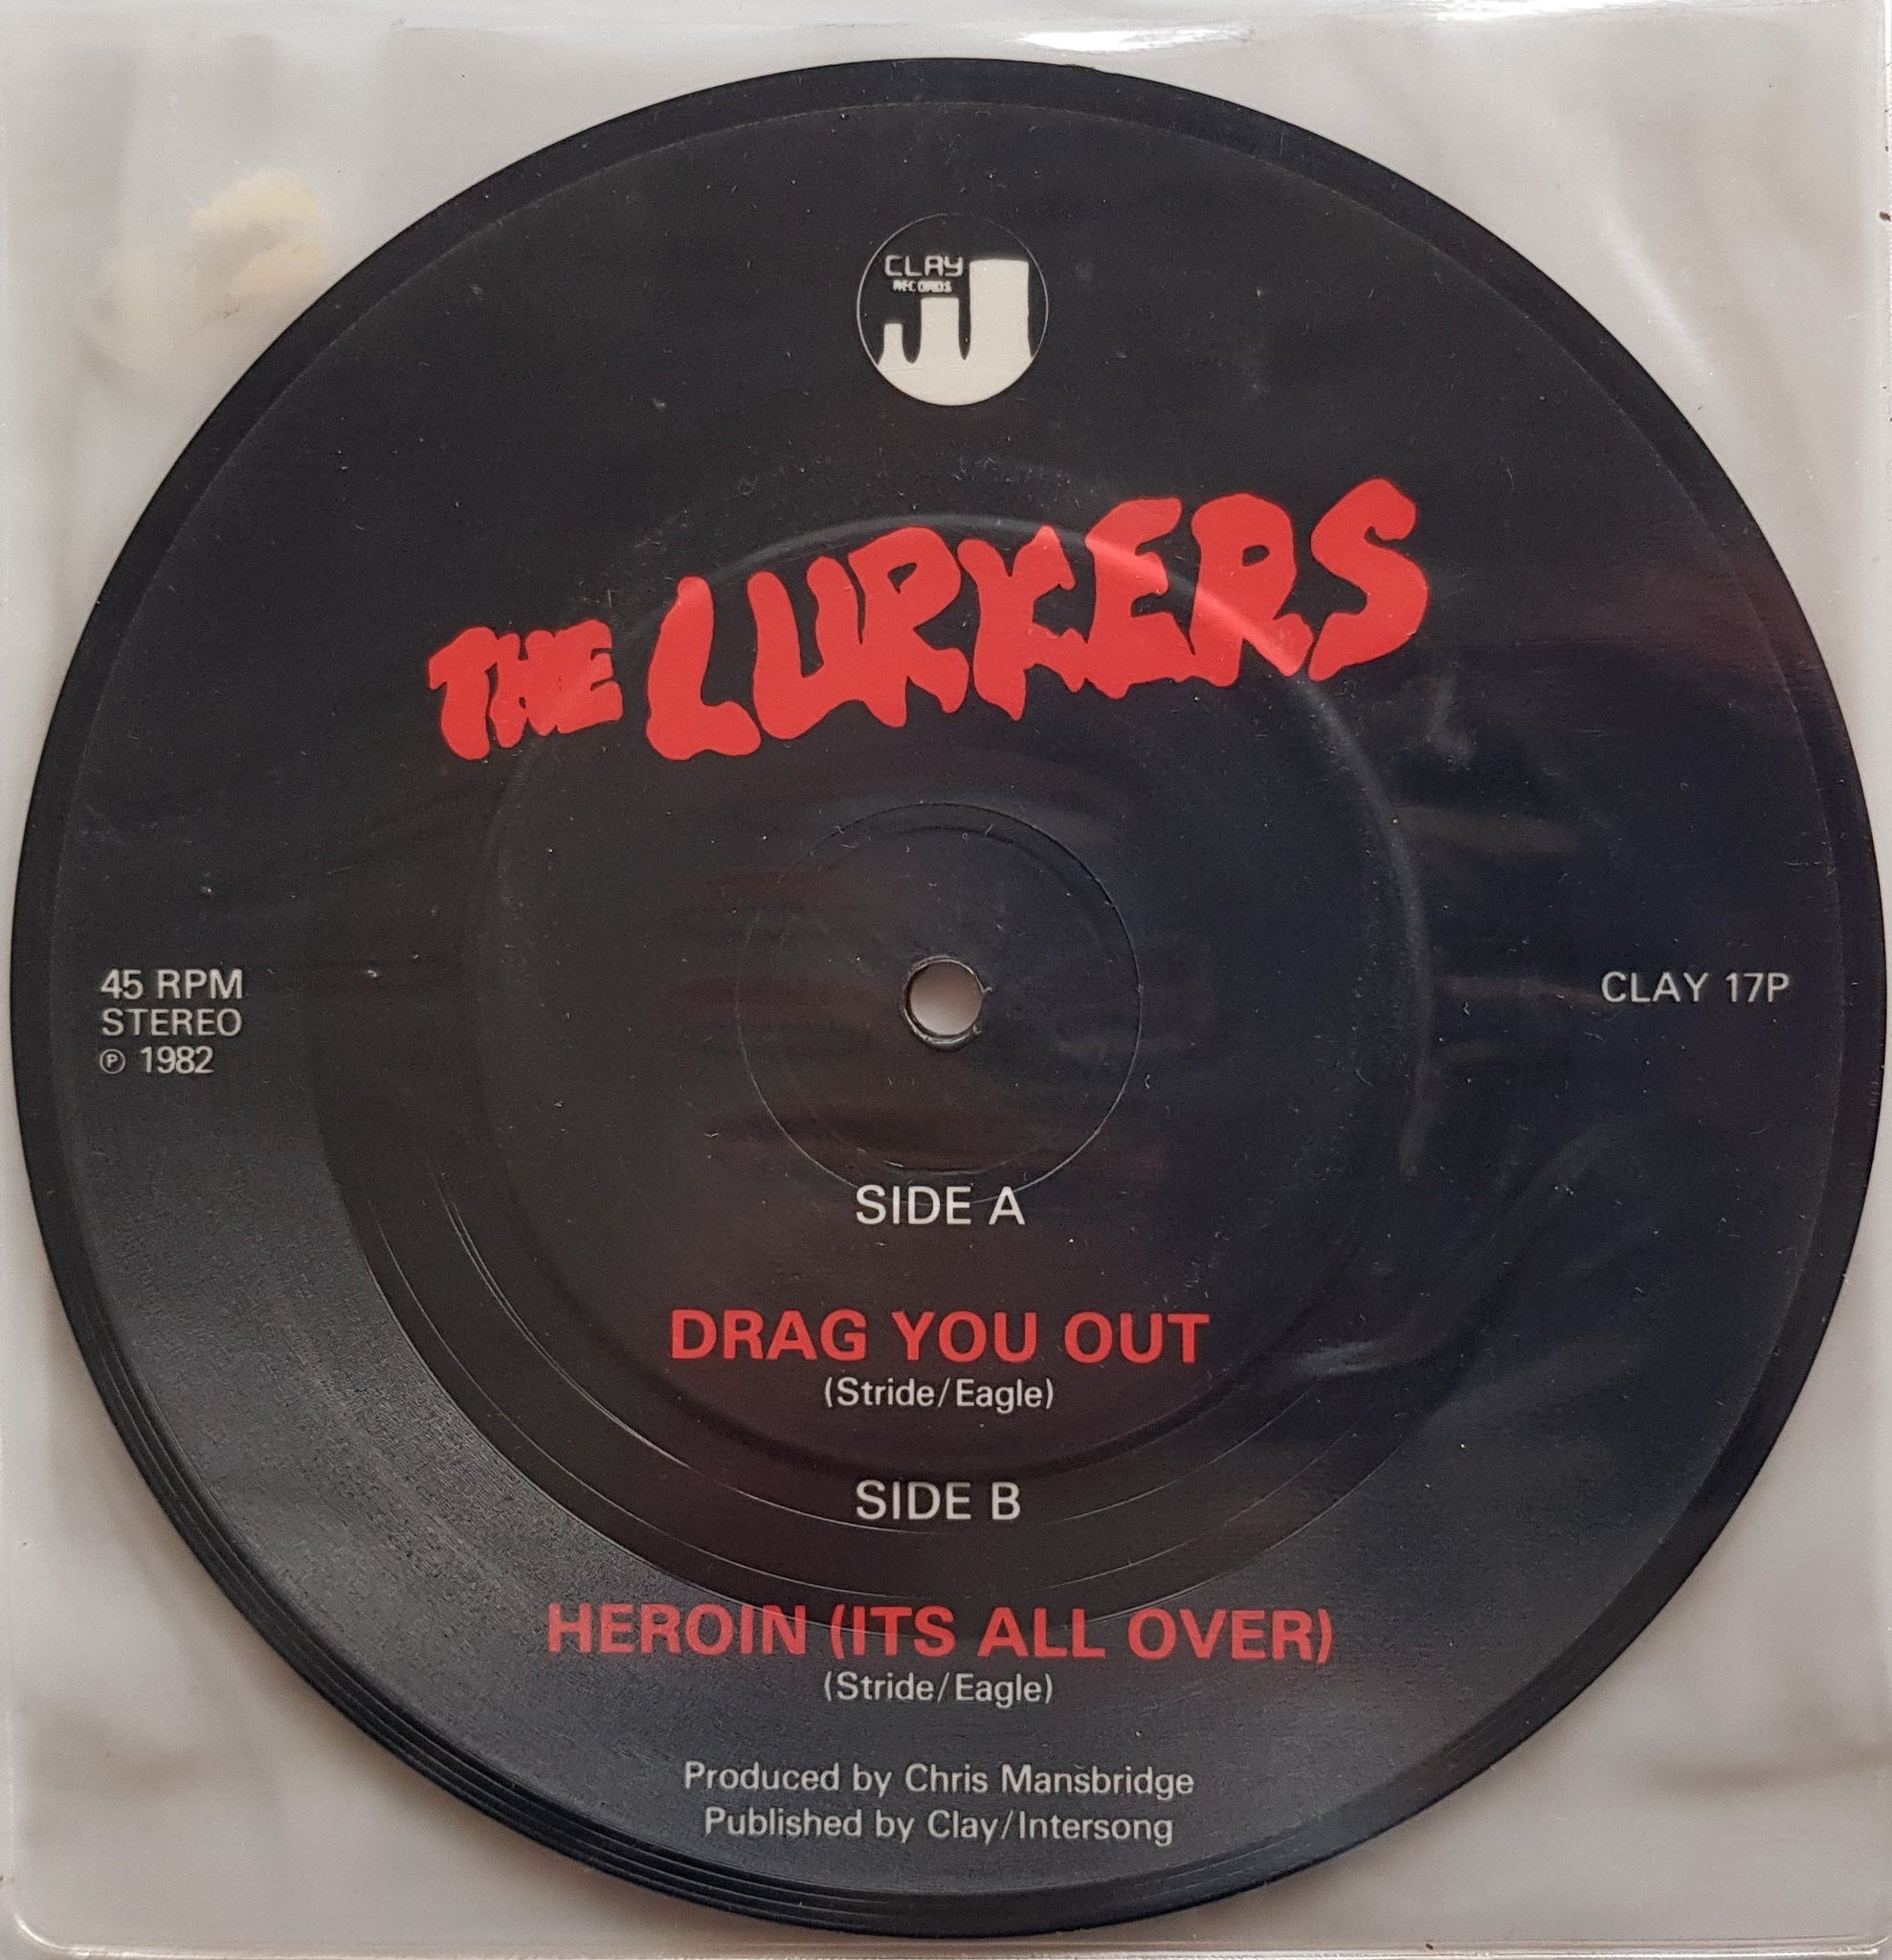 CLAY
RECORDS
THE LURKERS
45 RPM
STEREO
℗ 1982
CLAY 17P
SIDE A
DRAG YOU OUT
(Stride/Eagle)
SIDE B
HEROIN (ITS ALL OVER)
(Stride/Eagle)
Produced by Chris Mansbridge
Published by Clay/Intersong